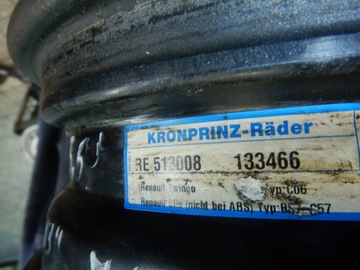 KRONPRINZ-Räder
RE 513008 133466
Renault Twingo Typ: C06
Renault Clio (nicht bei ABS) Typ: B57-C57